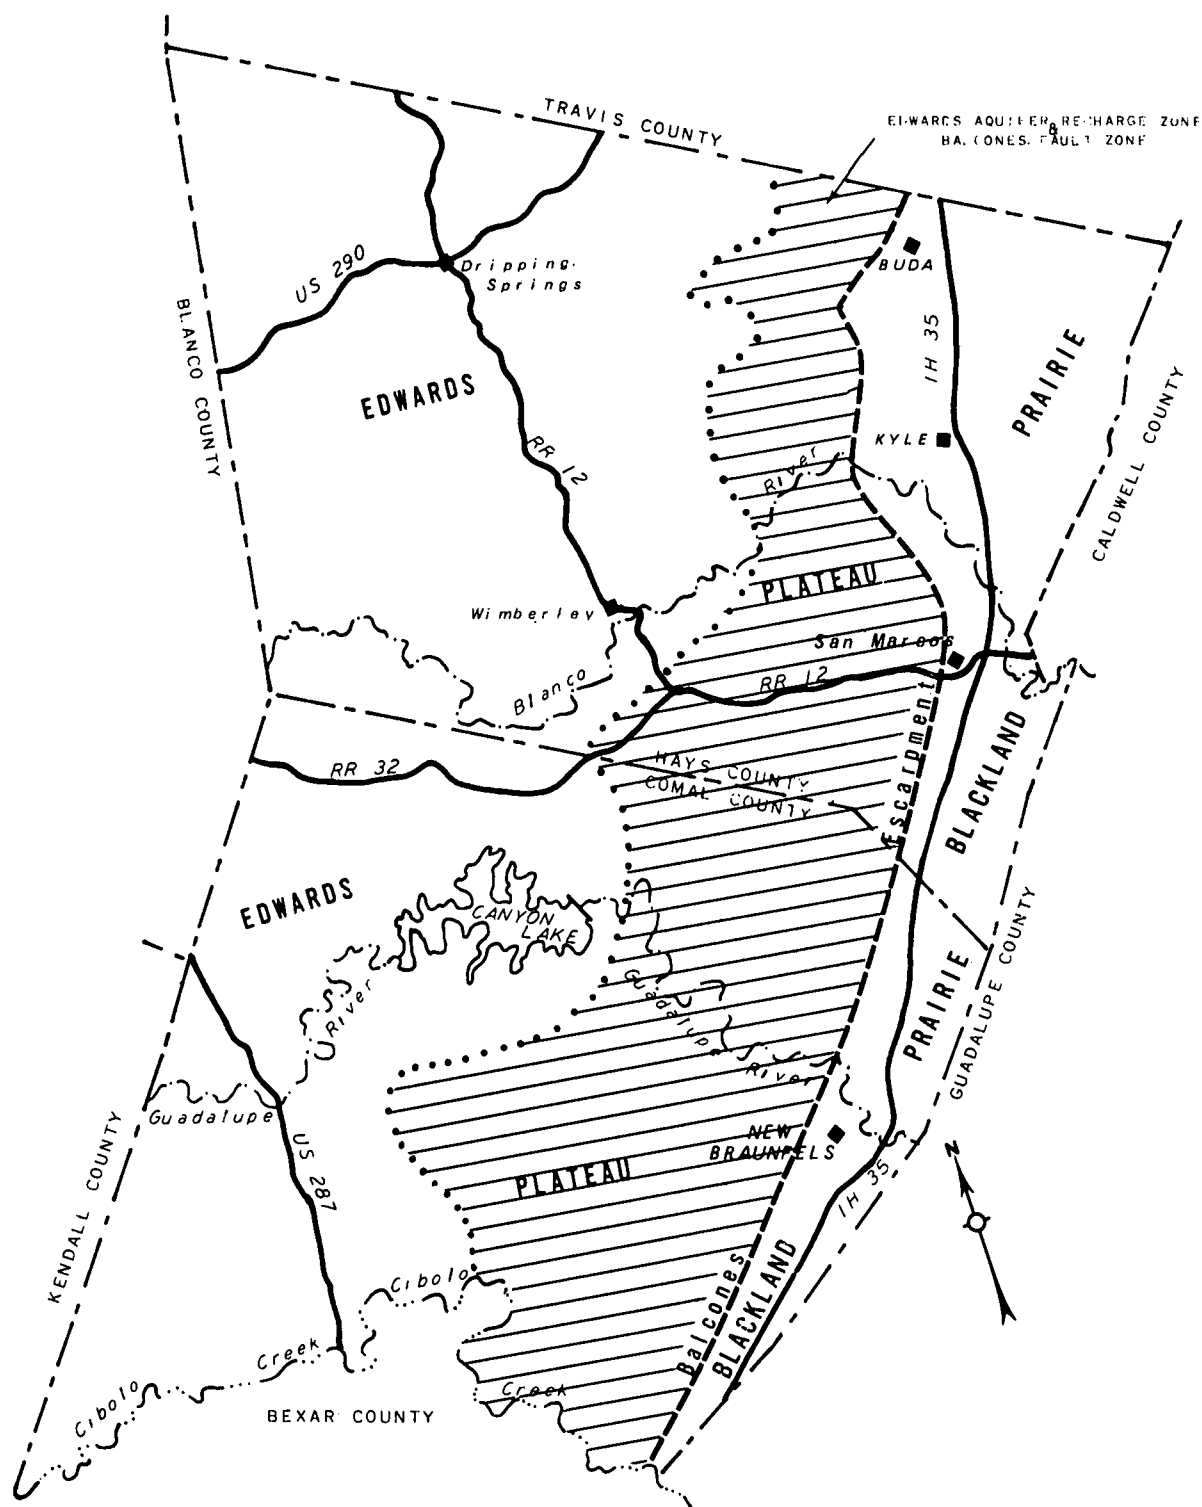 TRAVIS COUNTY
EDWARDS AQUIFER RECHARGE ZONE
&
BALCONES FAULT ZONE
BUDA
Dripping
Springs
US 290
BLANCO COUNTY
IH 35
PRAIRIE
EDWARDS
KYLE
RR 12
River
CALDWELL COUNTY
PLATEAU
Wimberley
San Marcos
Blanco
RR 12
RR 32
HAYS COUNTY
COMAL COUNTY
Escarpment
BLACKLAND
EDWARDS
CANYON
LAKE
Guadalupe
River
River
PRAIRIE
GUADALUPE COUNTY
Guadalupe
KENDALL COUNTY
US 287
NEW
BRAUNFELS
PLATEAU
IH 35
N
Cibolo
Balcones
BLACKLAND
Creek
Cibolo
Creek
BEXAR COUNTY